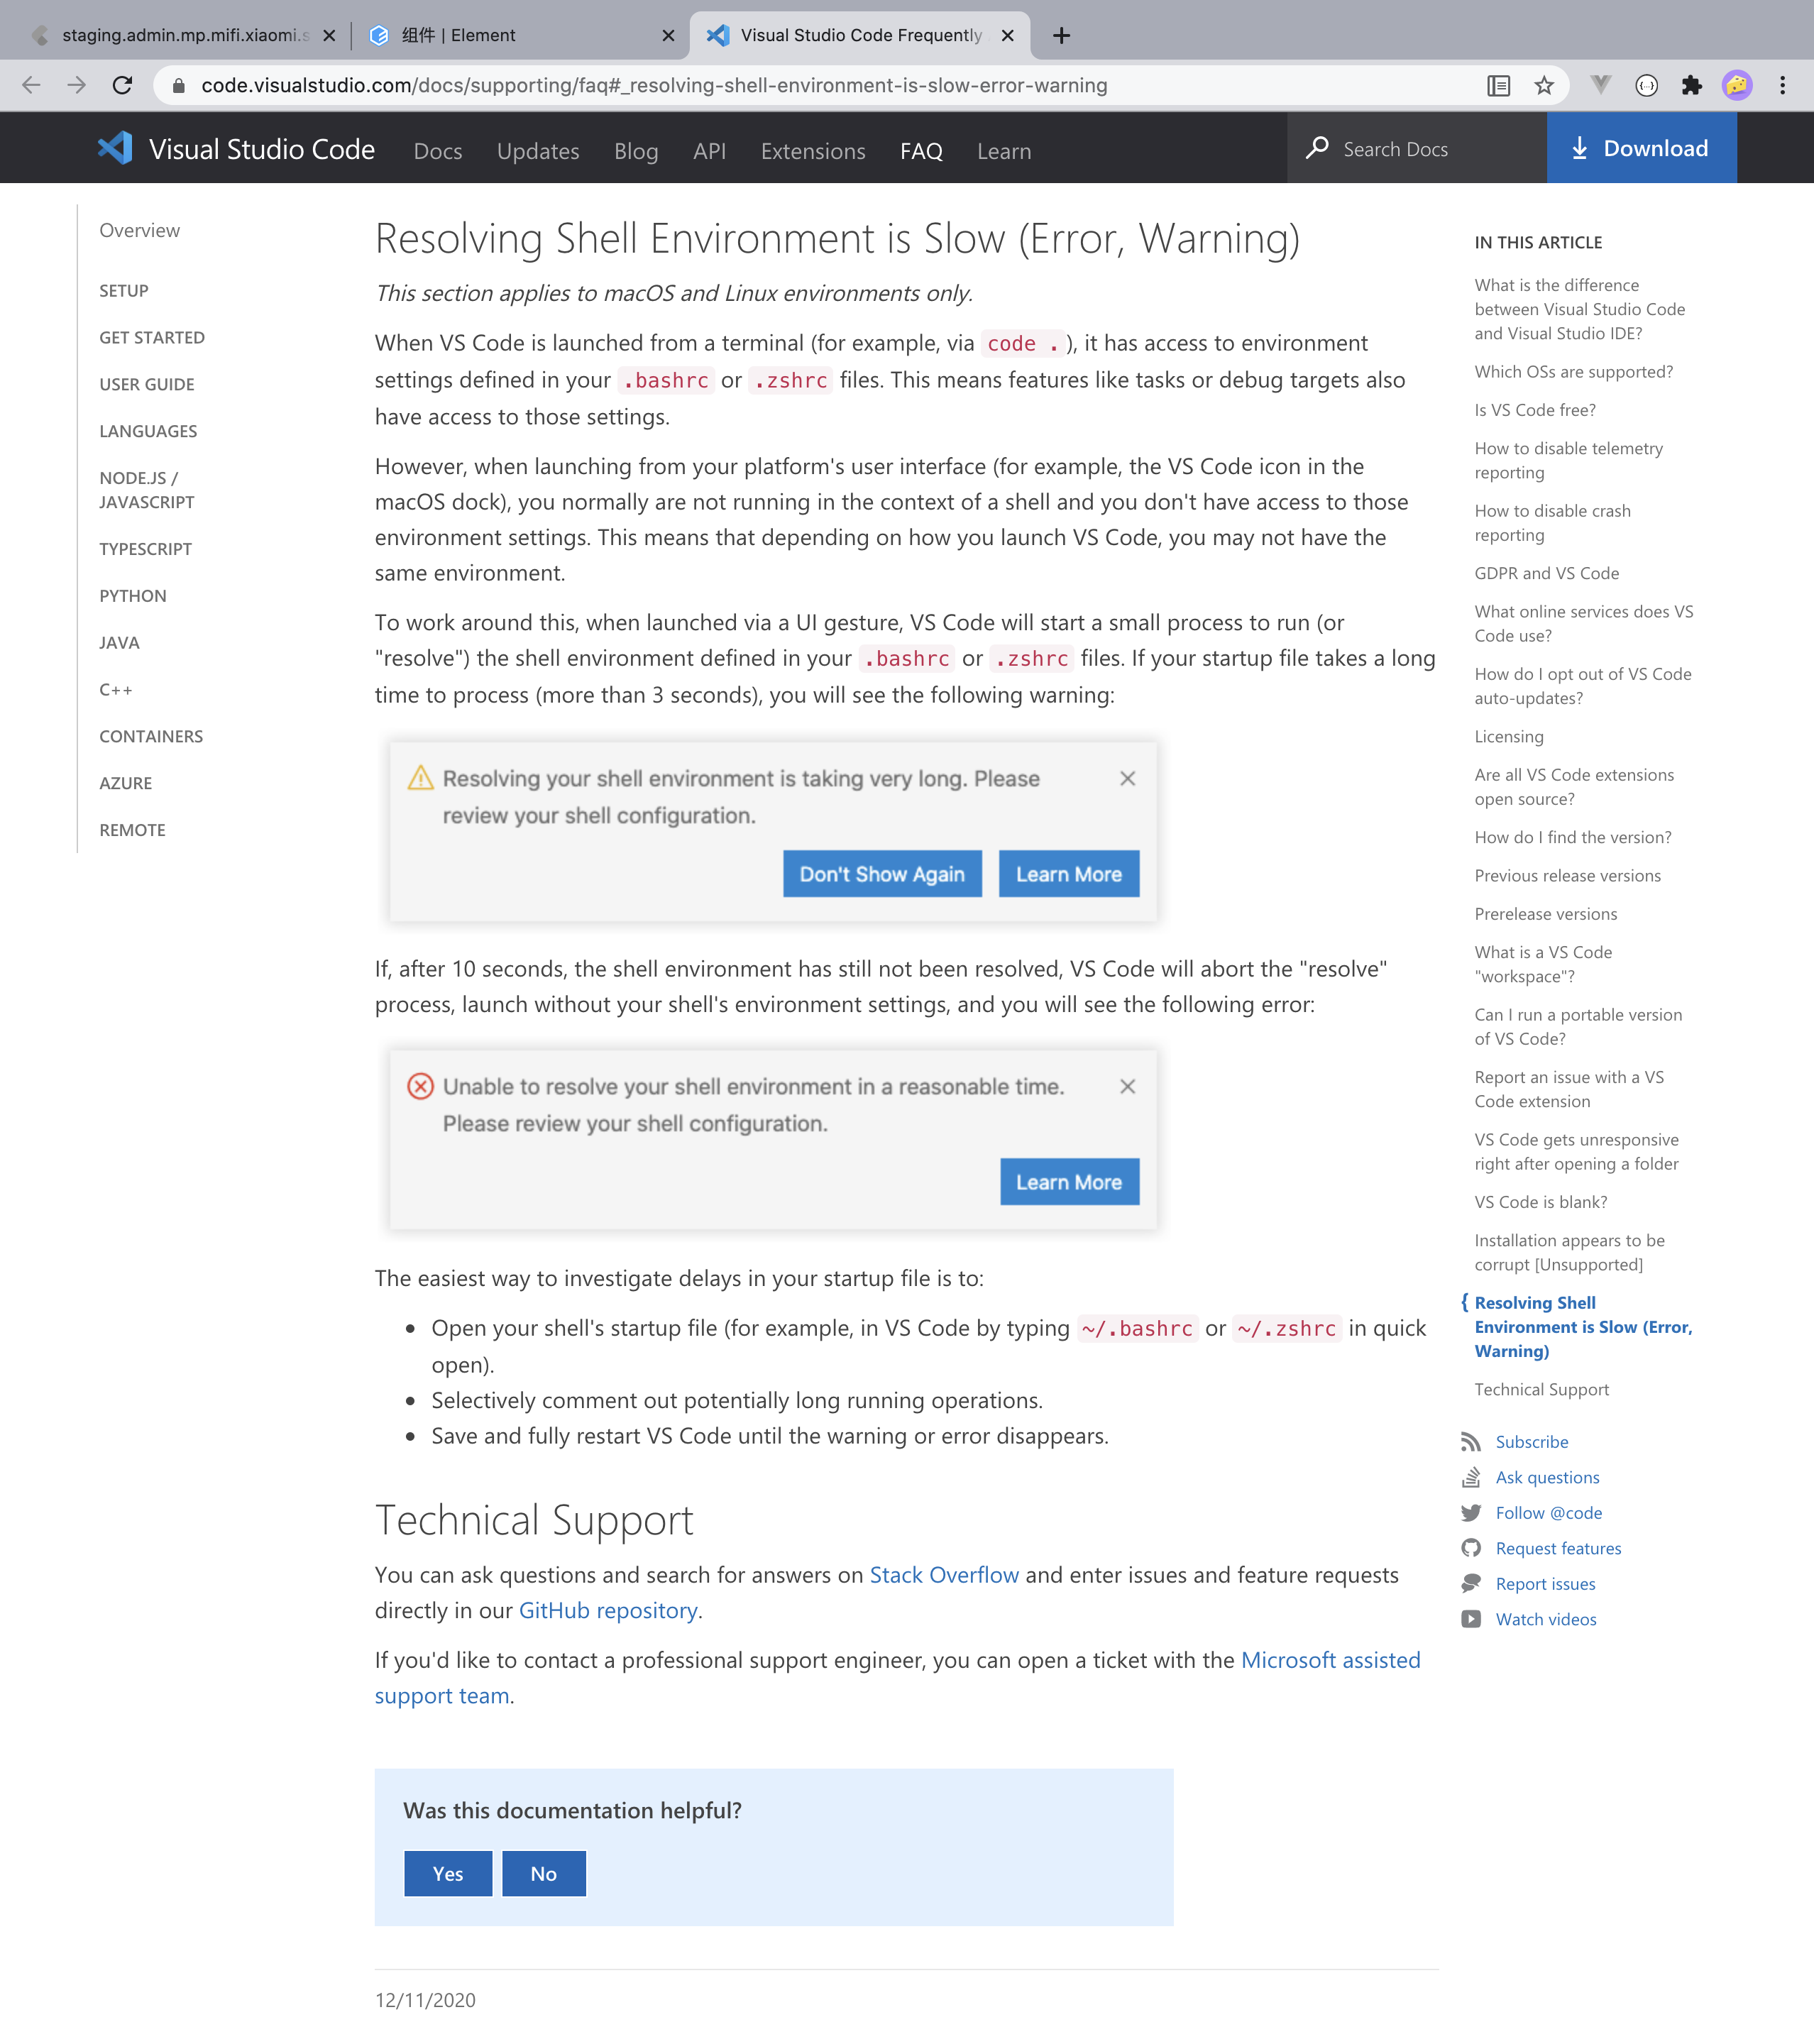 staging.admin.mp.mifi.xiaomi.s
组件 | Element
Visual Studio Code Frequently
code.visualstudio.com/docs/supporting/faq#_resolving-shell-environment-is-slow-error-warning
Visual Studio Code
Docs
Updates
Blog
API
Extensions
FAQ
Learn
Search Docs
Download
Overview
SETUP
GET STARTED
USER GUIDE
LANGUAGES
NODE.JS /
JAVASCRIPT
TYPESCRIPT
PYTHON
JAVA
C++
CONTAINERS
AZURE
REMOTE
Resolving Shell Environment is Slow (Error, Warning)
This section applies to macOS and Linux environments only.
When VS Code is launched from a terminal (for example, via code . ), it has access to environment
settings defined in your .bashrc or .zshrc files. This means features like tasks or debug targets also
have access to those settings.
However, when launching from your platform's user interface (for example, the VS Code icon in the
macOS dock), you normally are not running in the context of a shell and you don't have access to those
environment settings. This means that depending on how you launch VS Code, you may not have the
same environment.
To work around this, when launched via a UI gesture, VS Code will start a small process to run (or
"resolve") the shell environment defined in your .bashrc or .zshrc files. If your startup file takes a long
time to process (more than 3 seconds), you will see the following warning:
Resolving your shell environment is taking very long. Please
review your shell configuration.
Don't Show Again
Learn More
If, after 10 seconds, the shell environment has still not been resolved, VS Code will abort the "resolve"
process, launch without your shell's environment settings, and you will see the following error:
Unable to resolve your shell environment in a reasonable time.
Please review your shell configuration.
Learn More
The easiest way to investigate delays in your startup file is to:
• Open your shell's startup file (for example, in VS Code by typing ~/.bashrc or ~/.zshrc in quick
open).
• Selectively comment out potentially long running operations.
• Save and fully restart VS Code until the warning or error disappears.
Technical Support
You can ask questions and search for answers on Stack Overflow and enter issues and feature requests
directly in our GitHub repository.
If you'd like to contact a professional support engineer, you can open a ticket with the Microsoft assisted
support team.
Was this documentation helpful?
Yes
No
12/11/2020
IN THIS ARTICLE
What is the difference
between Visual Studio Code
and Visual Studio IDE?
Which OSs are supported?
Is VS Code free?
How to disable telemetry
reporting
How to disable crash
reporting
GDPR and VS Code
What online services does VS
Code use?
How do I opt out of VS Code
auto-updates?
Licensing
Are all VS Code extensions
open source?
How do I find the version?
Previous release versions
Prerelease versions
What is a VS Code
"workspace"?
Can I run a portable version
of VS Code?
Report an issue with a VS
Code extension
VS Code gets unresponsive
right after opening a folder
VS Code is blank?
Installation appears to be
corrupt [Unsupported]
{ Resolving Shell
Environment is Slow (Error,
Warning)
Technical Support
Subscribe
Ask questions
Follow @code
Request features
Report issues
Watch videos